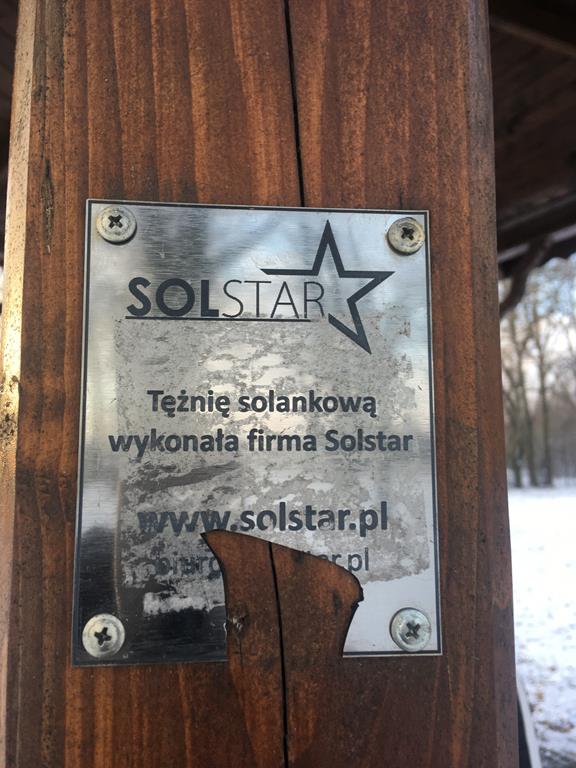 SOLSTAR
Tężnię solankową
wykonała firma Solstar
www.solstar.pl